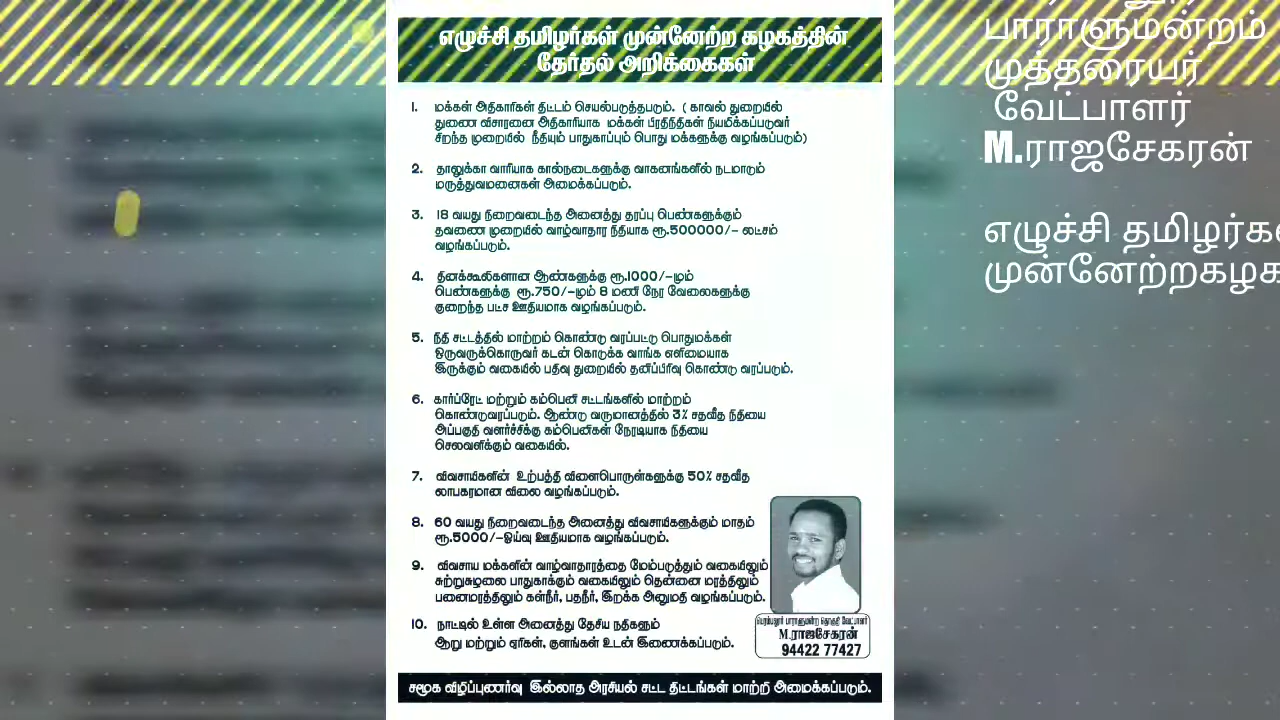 எழுச்சி தமிழர்கள் முன்னேற்ற கழகத்தின்
தேர்தல் அறிக்கைகள்
1. மக்கள் அதிகாரிகள் திட்டம் செயல்படுத்தபடும். ( காவல் துறையில்
துணை விசாரனை அதிகாரியாக மக்கள் பிரதிநிதிகள் நியமிக்கப்படுவர்
சிறந்த முறையில் நீதியும் பாதுகாப்பும் பொது மக்களுக்கு வழங்கப்படும்)
2. தாலுக்கா வாரியாக கால்நடைகளுக்கு வாகனங்களில் நடமாடும்
மருத்துவமனைகள் அமைக்கப்படும்.
3. 18 வயது நிறைவடைந்த அனைத்து தரப்பு பெண்களுக்கும்
தவணை முறையில் வாழ்வாதார நிதியாக ரூ.500000/- லட்சம்
வழங்கப்படும்.
4. தினக்கூலிகளான ஆண்களுக்கு ரூ.1000/-மும்
பெண்களுக்கு ரூ.750/-மும் 8 மணி நேர வேலைகளுக்கு
குறைந்த பட்ச ஊதியமாக வழங்கப்படும்.
5. நிதி சட்டத்தில் மாற்றம் கொண்டு வரப்பட்டு பொதுமக்கள்
ஒருவருக்கொருவர் கடன் கொடுக்க வாங்க எளிமையாக
இருக்கும் வகையில் பதிவு துறையில் தனிப்பிரிவு கொண்டு வரப்படும்.
6. கார்ப்ரேட் மற்றும் கம்பெனி சட்டங்களில் மாற்றம்
கொண்டுவரப்படும். ஆண்டு வருமானத்தில் 3% சதவீத நிதியை
அப்பகுதி வளர்ச்சிக்கு கம்பெனிகள் நேரடியாக நிதியை
செலவளிக்கும் வகையில்.
7. விவசாயிகளின் உற்பத்தி விளைபொருள்களுக்கு 50% சதவீத
லாபகரமான விலை வழங்கப்படும்.
8. 60 வயது நிறைவடைந்த அனைத்து விவசாயிகளுக்கும் மாதம்
ரூ.5000/-ஓய்வு ஊதியமாக வழங்கப்படும்.
9. விவசாய மக்களின் வாழ்வாதாரத்தை மேம்படுத்தும் வகையிலும்
சுற்றுசுழலை பாதுகாக்கும் வகையிலும் தென்னை மரத்திலும்
பனைமரத்திலும் கள்நீர், பதநீர், இறக்க அனுமதி வழங்கப்படும்.
10. நாட்டில் உள்ள அனைத்து தேசிய நதிகளும்
ஆறு மற்றும் ஏரிகள், குளங்கள் உடன் இணைக்கப்படும்.
பெரம்பலூர் பாராளுமன்ற தொகுதி வேட்பாளர்
M.ராஜசேகரன்
94422 77427
சமூக விழிப்புணர்வு இல்லாத அரசியல் சட்ட திட்டங்கள் மாற்றி அமைக்கப்படும்.
பாராளுமன்றம்
முத்தரையர்
வேட்பாளர்
M.ராஜசேகரன்
எழுச்சி தமிழர்க
முன்னேற்றகழக